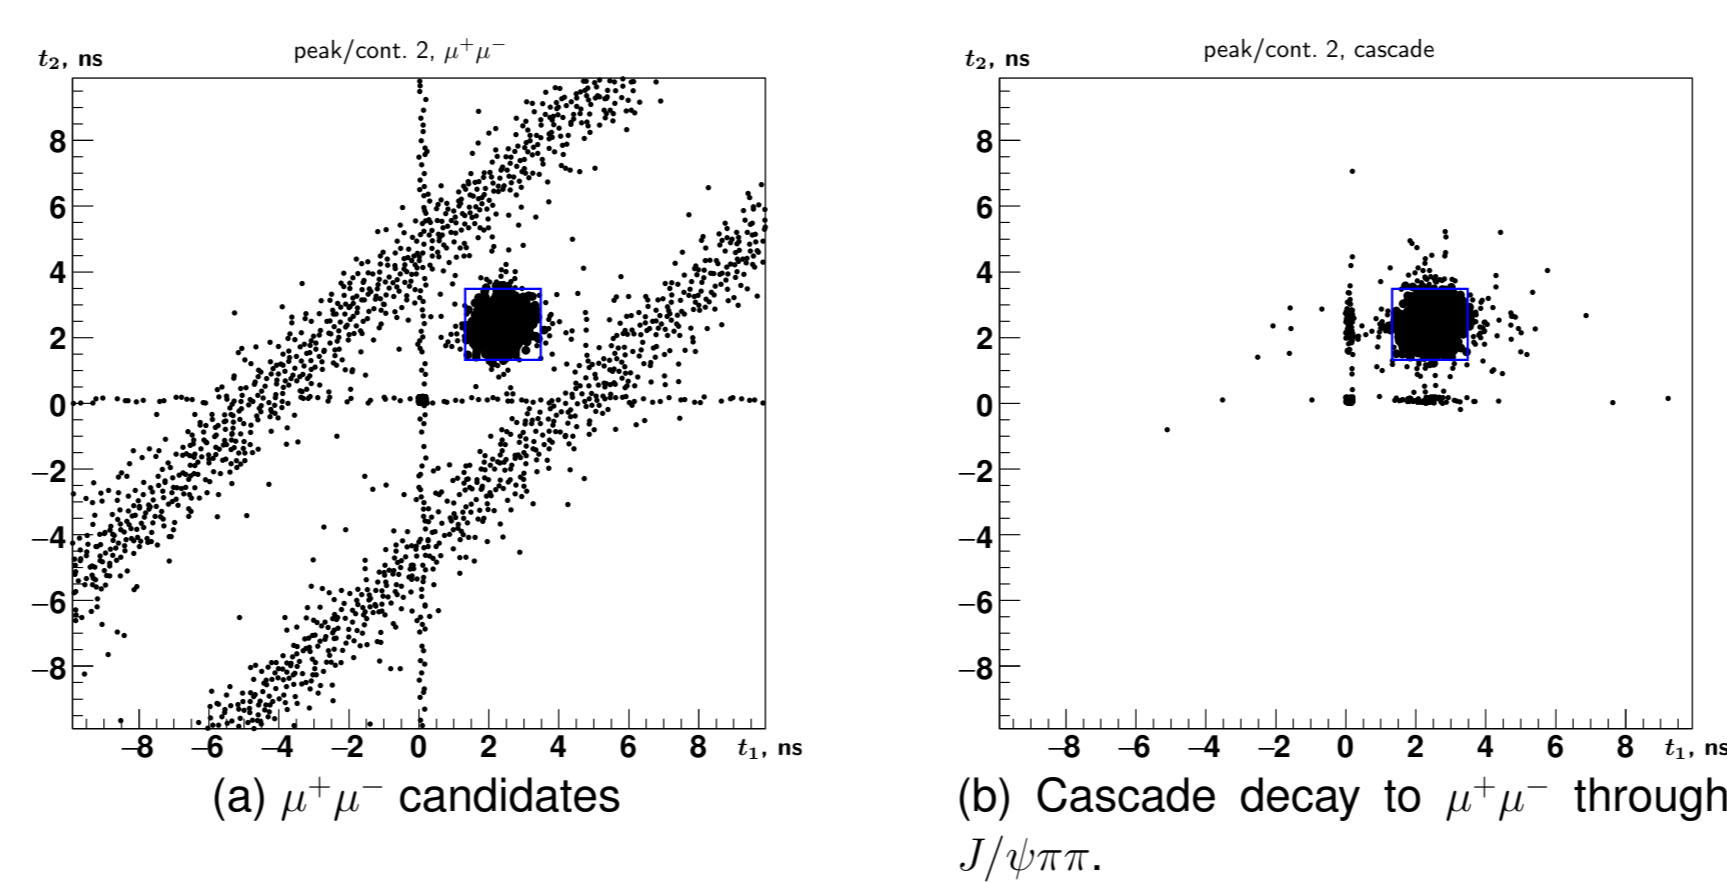 t₂, ns
peak/cont. 2, μ⁺μ⁻
8
6
4
2
0
−2
−4
−6
−8
−8 −6 −4 −2 0 2 4 6 8 t₁, ns
(a) μ⁺μ⁻ candidates
t₂, ns
peak/cont. 2, cascade
8
6
4
2
0
−2
−4
−6
−8
−8 −6 −4 −2 0 2 4 6 8 t₁, ns
(b) Cascade decay to μ⁺μ⁻ through
J/ψππ.